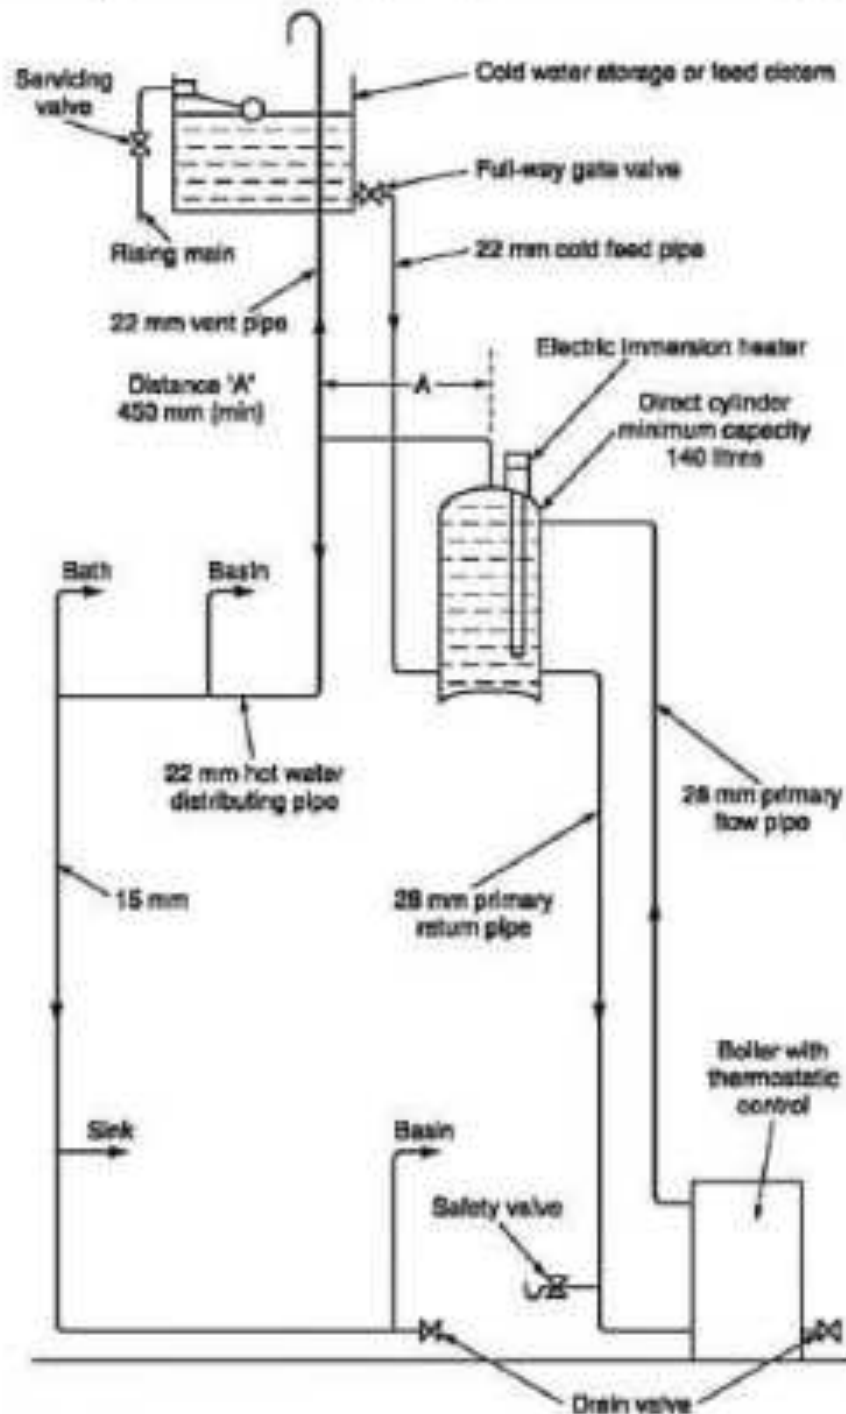 Servicing
valve
Cold water storage or feed cistern
Full-way gate valve
Rising main
22 mm cold feed pipe
22 mm vent pipe
Electric immersion heater
Distance 'A'
450 mm (min)
A
Direct cylinder
minimum capacity
140 litres
Bath
Basin
22 mm hot water
distributing pipe
28 mm primary
flow pipe
15 mm
28 mm primary
return pipe
Boiler with
thermostatic
control
Sink
Basin
Safety valve
Drain valve